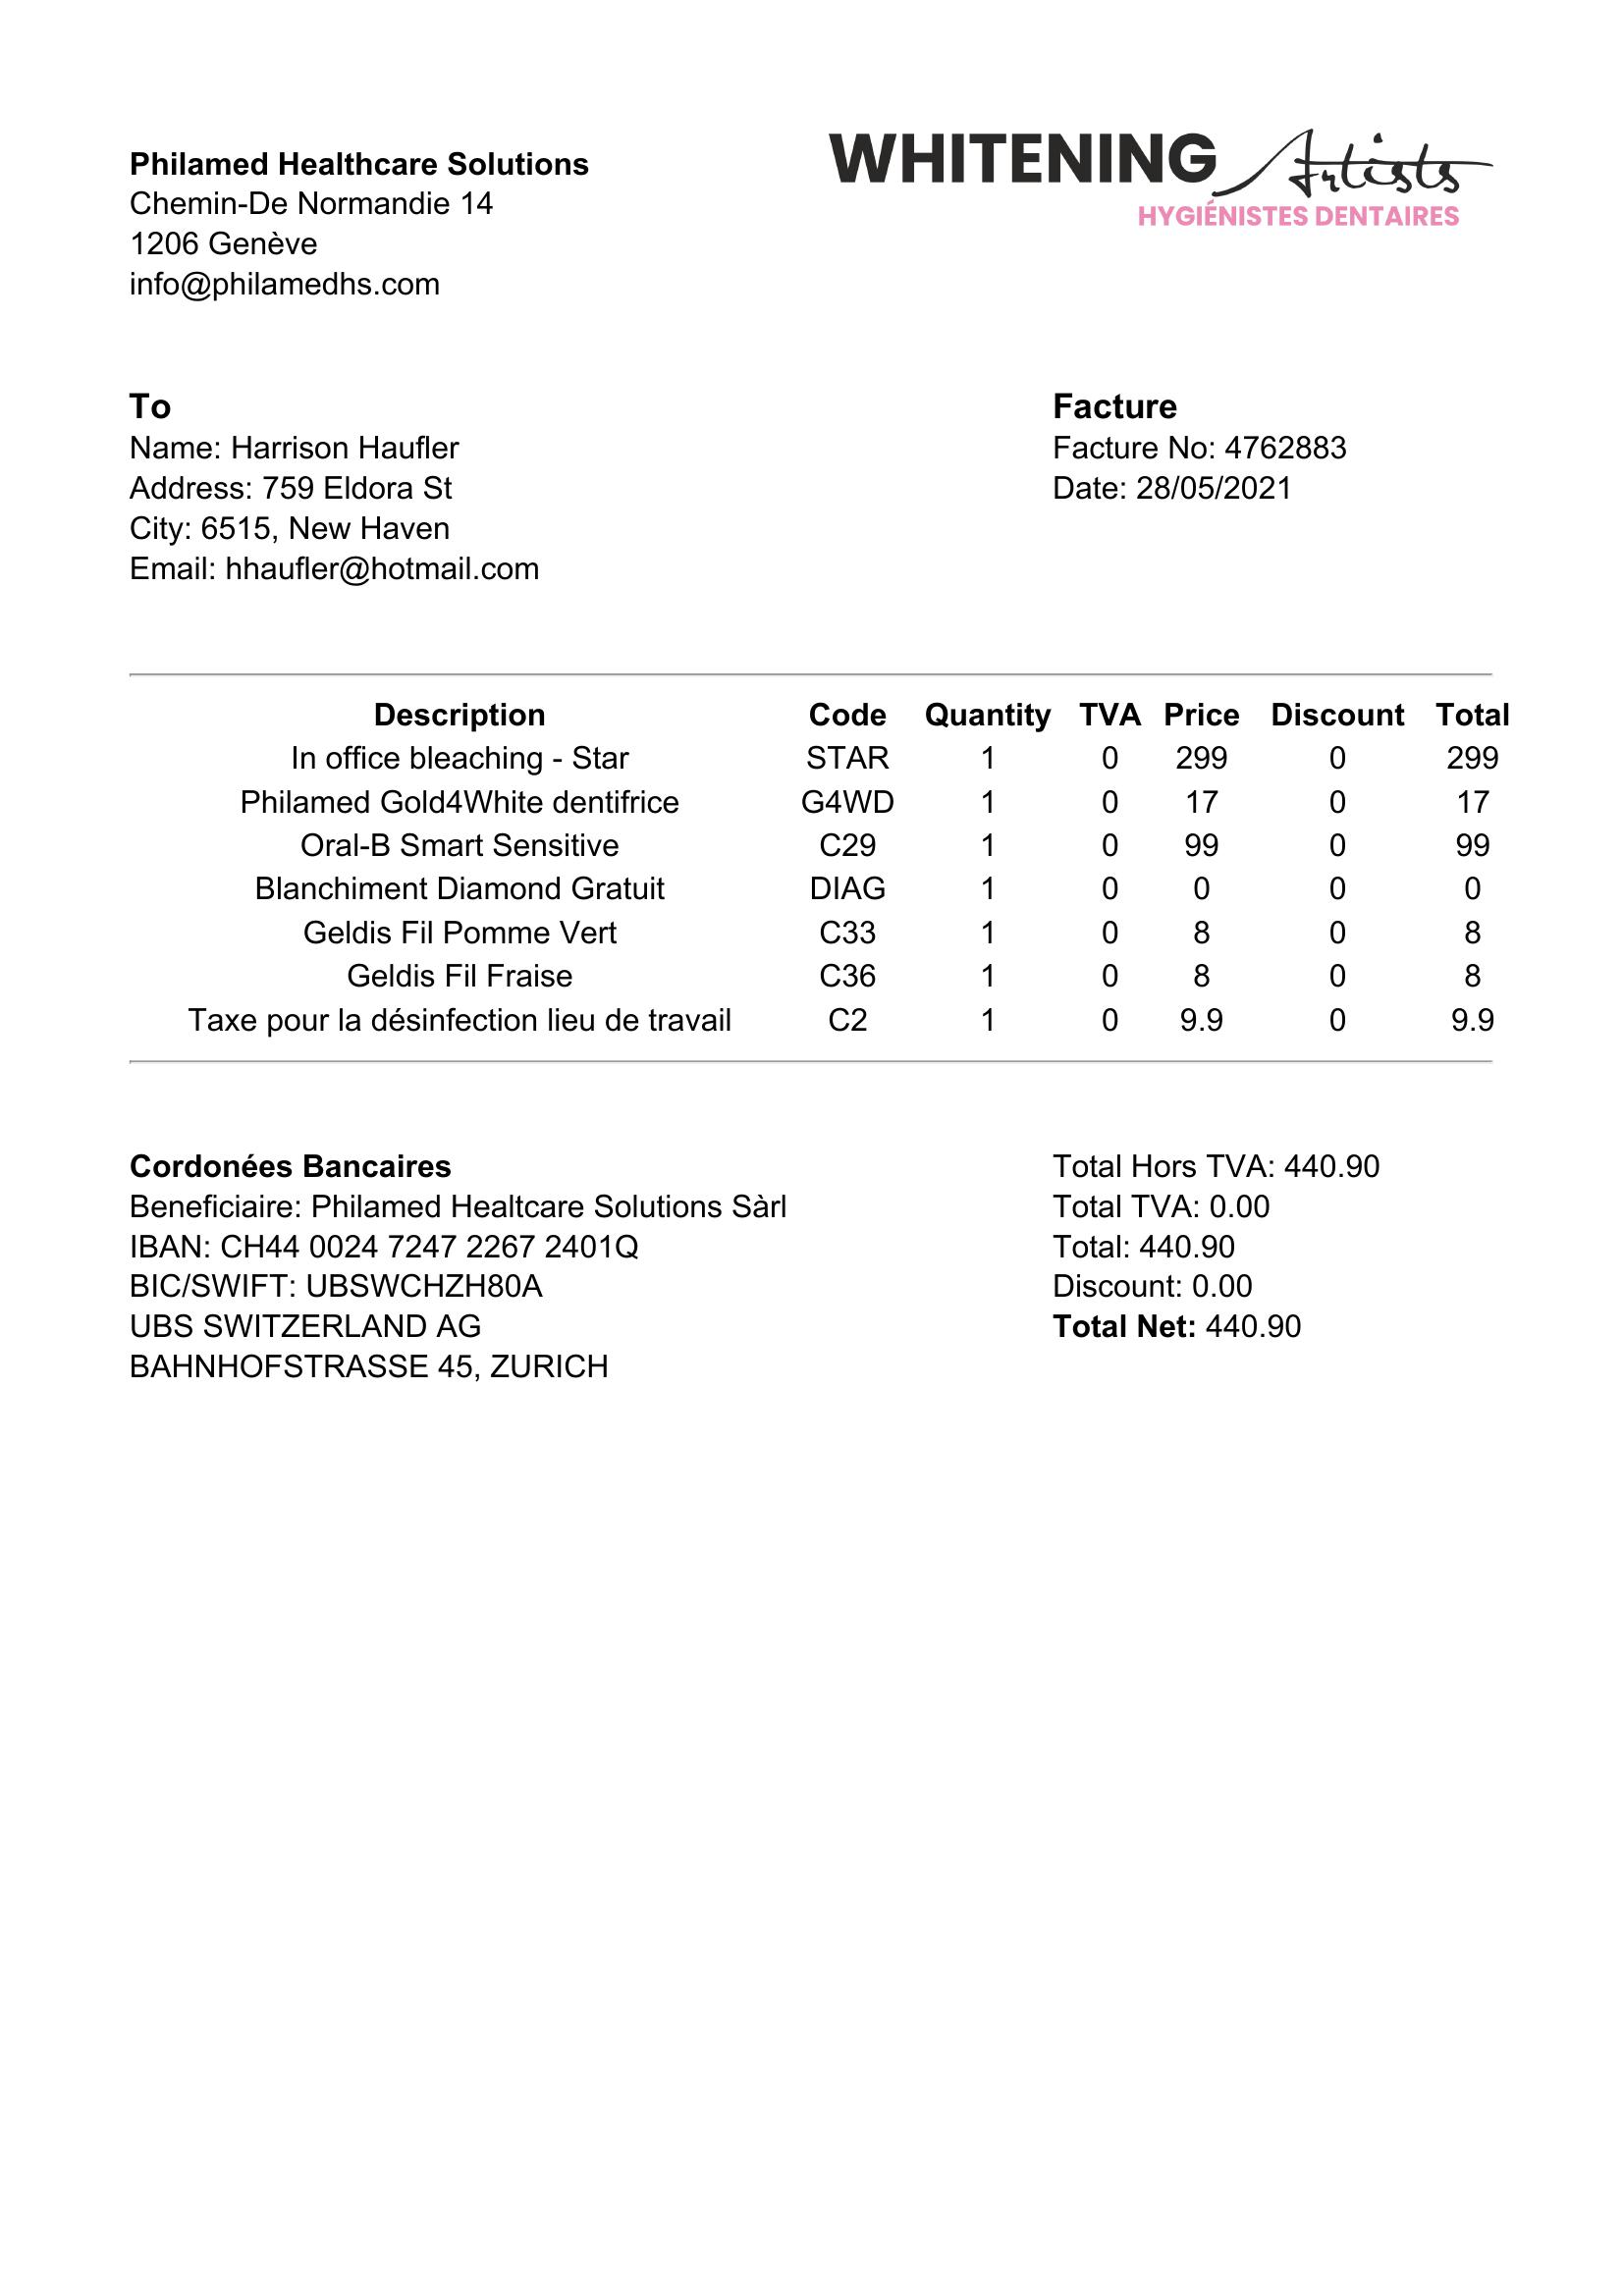 Philamed Healthcare Solutions
Chemin-De Normandie 14
1206 Genève
info@philamedhs.com
WHITENING Artists
HYGIÉNISTES DENTAIRES
To
Name: Harrison Haufler
Address: 759 Eldora St
City: 6515, New Haven
Email: hhaufler@hotmail.com
Facture
Facture No: 4762883
Date: 28/05/2021
Description Code Quantity TVA Price Discount Total
In office bleaching - Star STAR 1 0 299 0 299
Philamed Gold4White dentifrice G4WD 1 0 17 0 17
Oral-B Smart Sensitive C29 1 0 99 0 99
Blanchiment Diamond Gratuit DIAG 1 0 0 0 0
Geldis Fil Pomme Vert C33 1 0 8 0 8
Geldis Fil Fraise C36 1 0 8 0 8
Taxe pour la désinfection lieu de travail C2 1 0 9.9 0 9.9
Cordonées Bancaires
Beneficiaire: Philamed Healtcare Solutions Sàrl
IBAN: CH44 0024 7247 2267 2401Q
BIC/SWIFT: UBSWCHZH80A
UBS SWITZERLAND AG
BAHNHOFSTRASSE 45, ZURICH
Total Hors TVA: 440.90
Total TVA: 0.00
Total: 440.90
Discount: 0.00
Total Net: 440.90